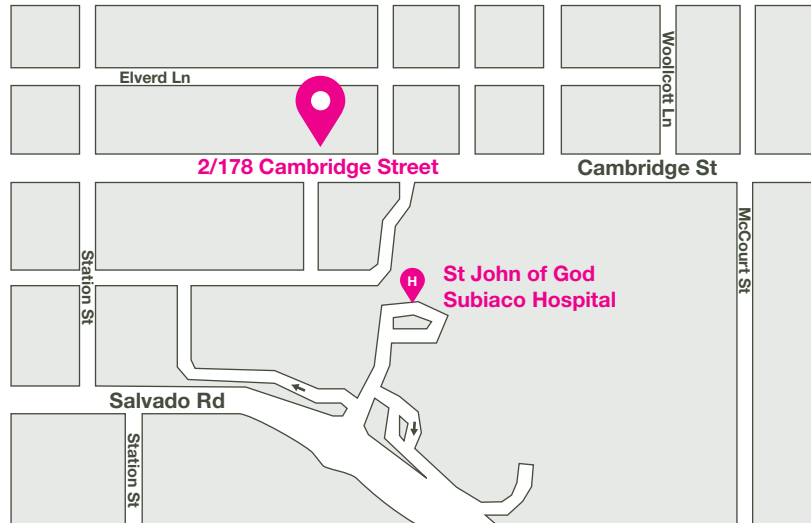 Elverd Ln
Woollcott Ln
2/178 Cambridge Street
Cambridge St
McCourt St
Station St
H
St John of God
Subiaco Hospital
Salvado Rd
Station St